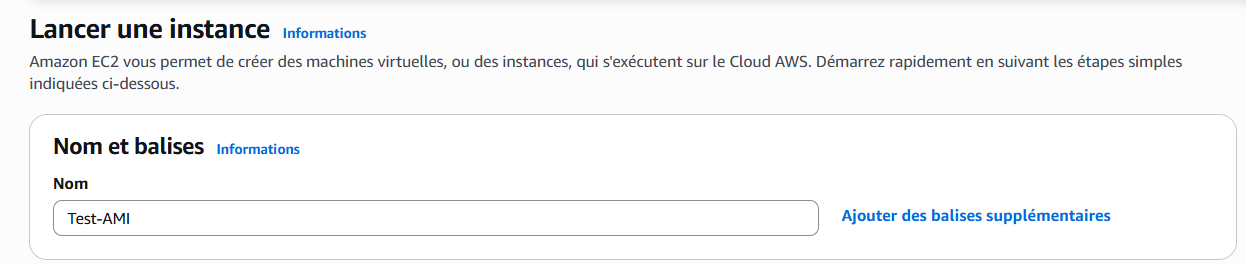 Lancer une instance Informations
Amazon EC2 vous permet de créer des machines virtuelles, ou des instances, qui s'exécutent sur le Cloud AWS. Démarrez rapidement en suivant les étapes simples
indiquées ci-dessous.
Nom et balises Informations
Nom
Test-AMI Ajouter des balises supplémentaires